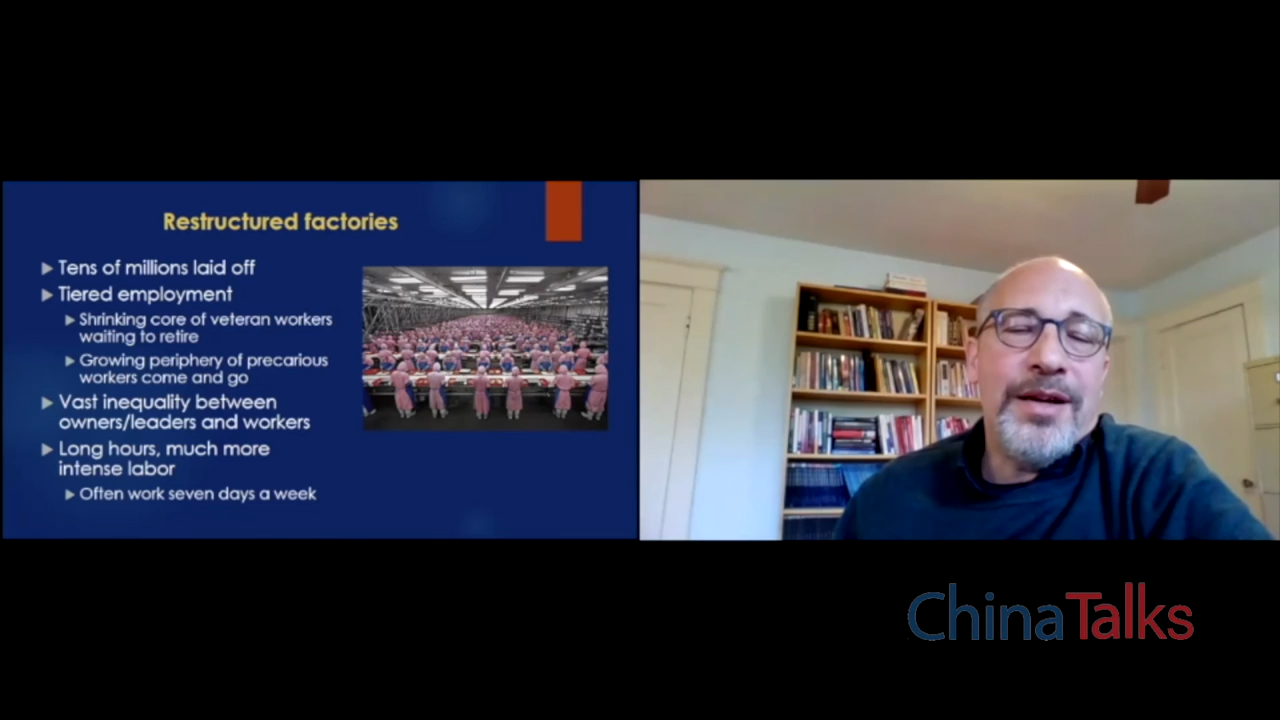 Restructured factories
Tens of millions laid off
Tiered employment
Shrinking core of veteran workers
waiting to retire
Growing periphery of precarious
workers come and go
Vast inequality between
owners/leaders and workers
Long hours, much more
intense labor
Often work seven days a week
ChinaTalks